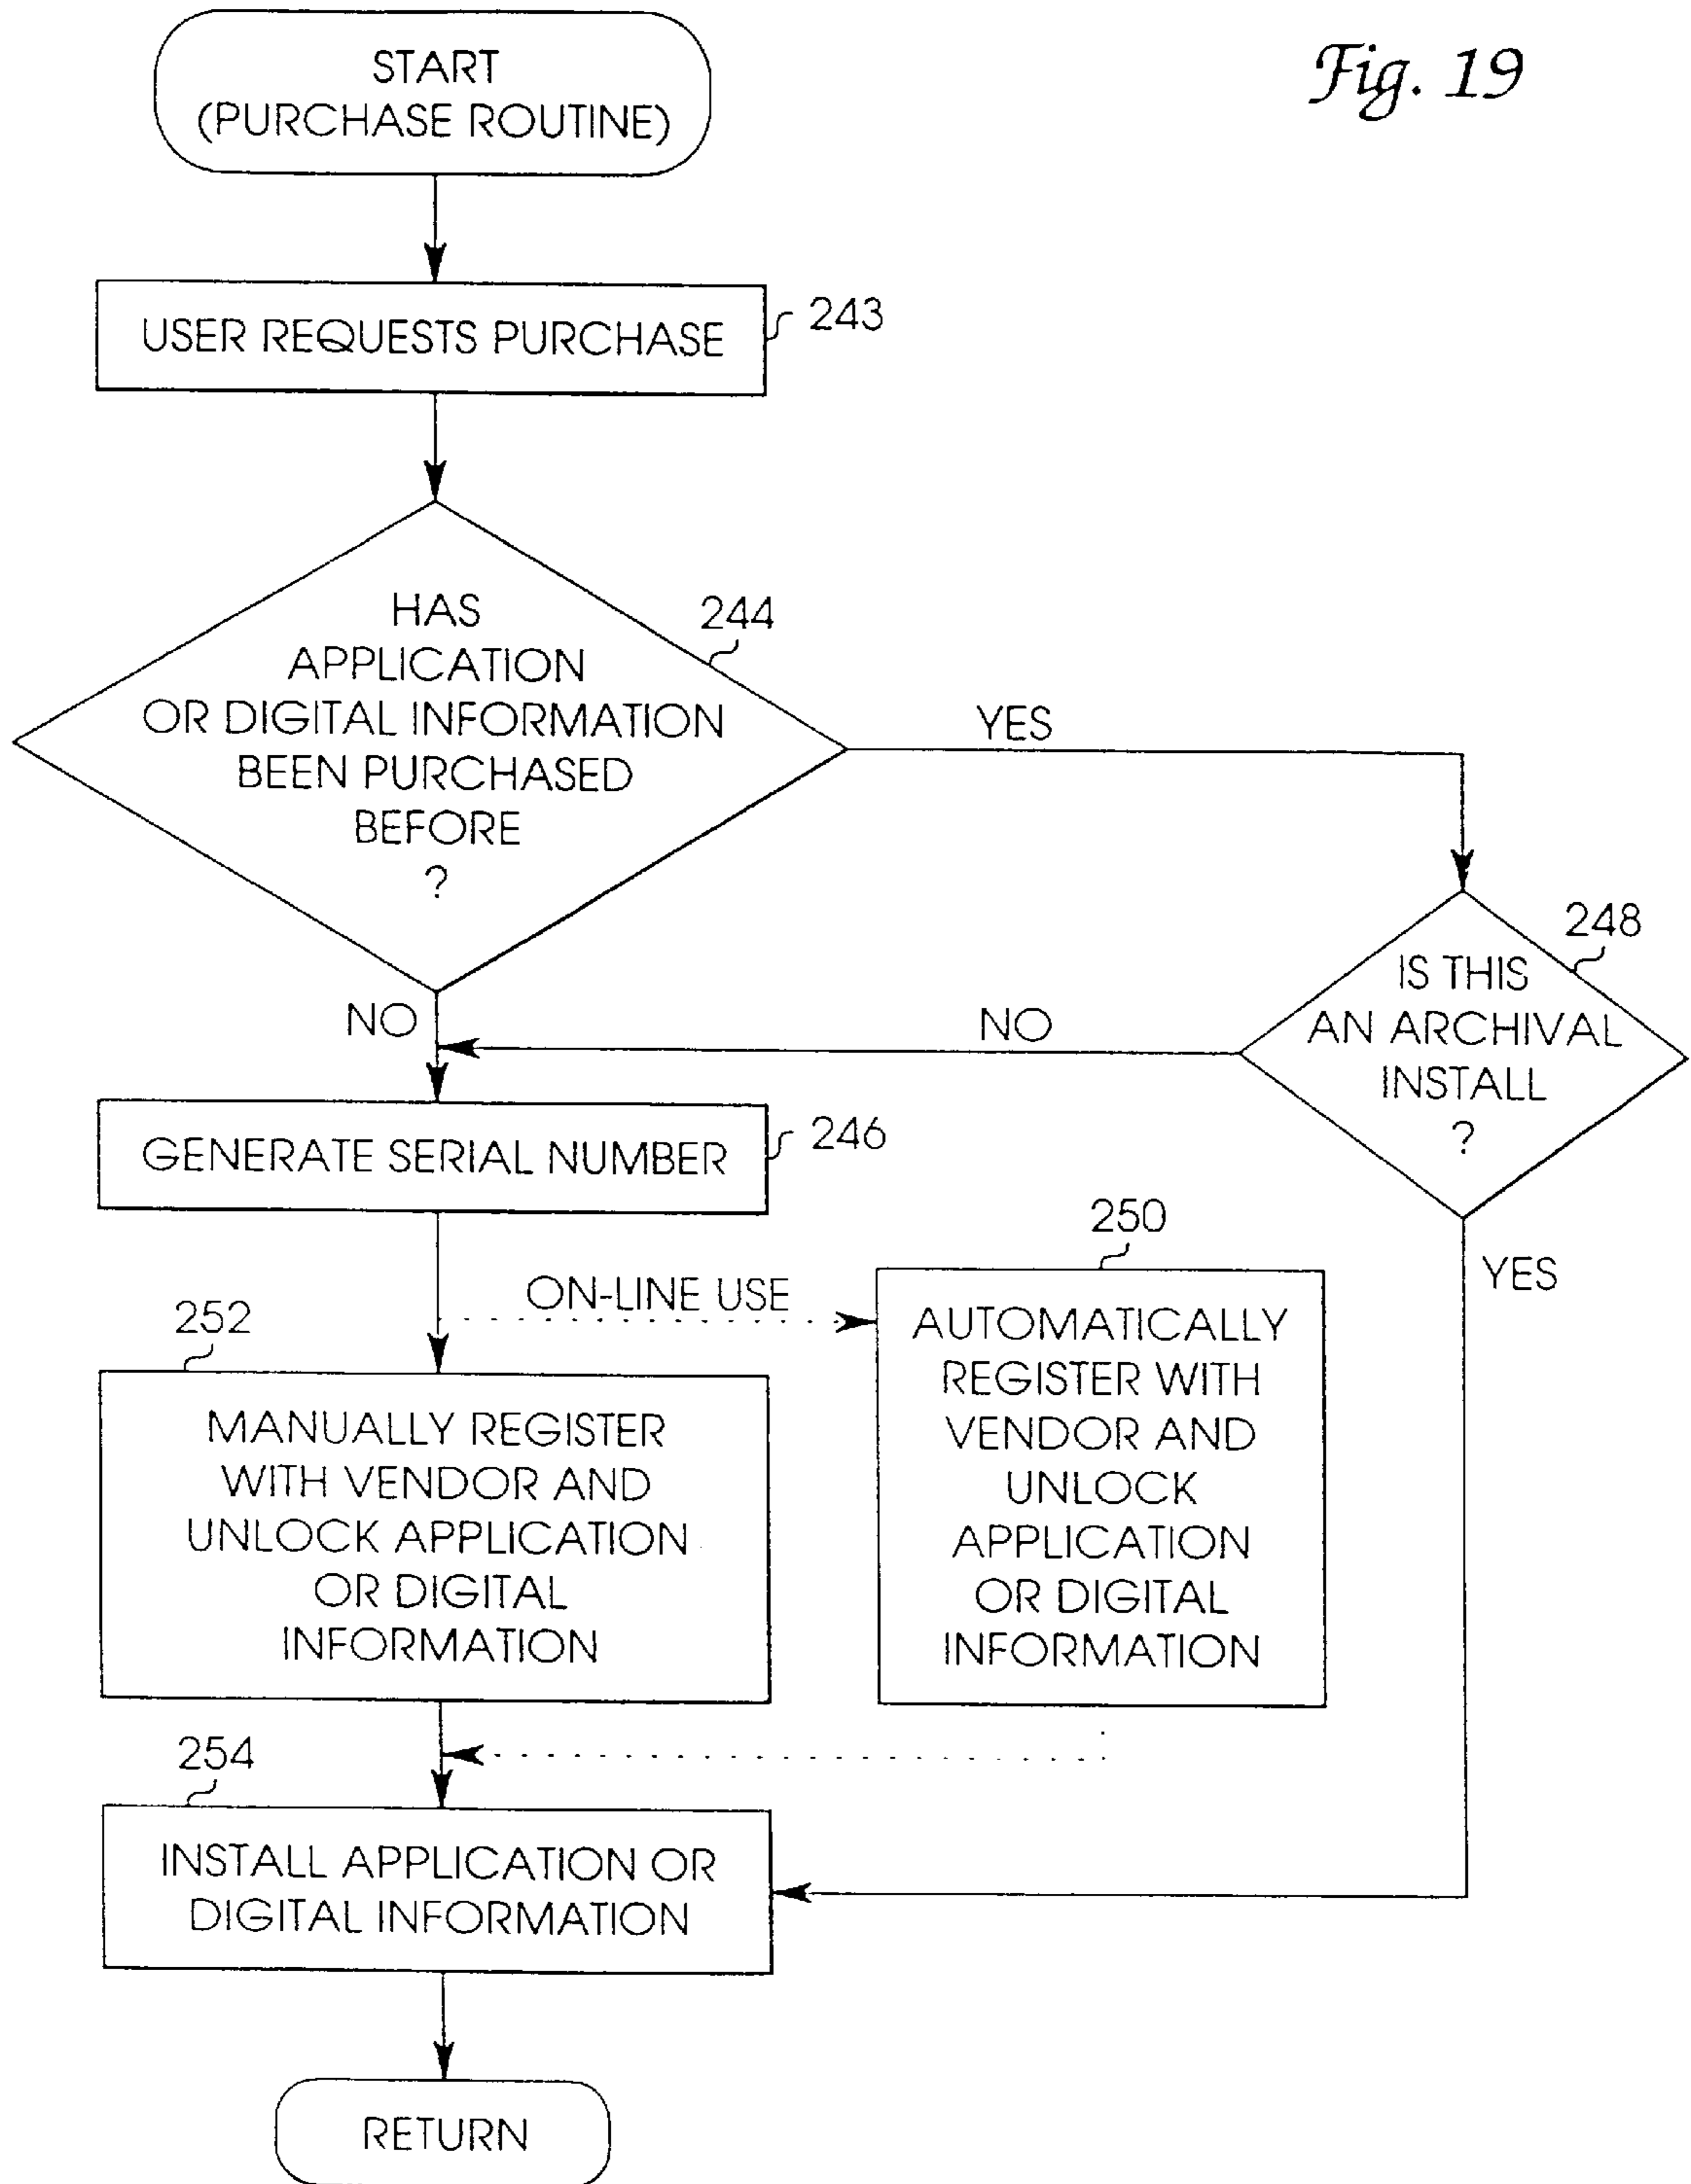 Fig. 19
START
(PURCHASE ROUTINE)
USER REQUESTS PURCHASE
243
HAS
APPLICATION
OR DIGITAL INFORMATION
BEEN PURCHASED
BEFORE
?
244
YES
NO
248
IS THIS
AN ARCHIVAL
INSTALL
?
NO
YES
GENERATE SERIAL NUMBER
246
ON-LINE USE
250
AUTOMATICALLY
REGISTER WITH
VENDOR AND
UNLOCK
APPLICATION
OR DIGITAL
INFORMATION
252
MANUALLY REGISTER
WITH VENDOR AND
UNLOCK APPLICATION
OR DIGITAL
INFORMATION
254
INSTALL APPLICATION OR
DIGITAL INFORMATION
RETURN